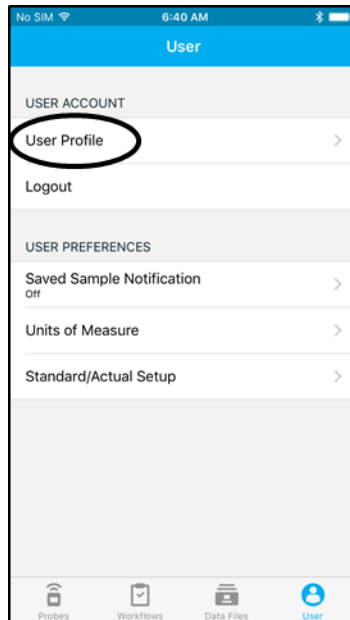 No SIM 6:40 AM
User
USER ACCOUNT
User Profile
Logout
USER PREFERENCES
Saved Sample Notification
Off
Units of Measure
Standard/Actual Setup
Probes Workflows Data Files User